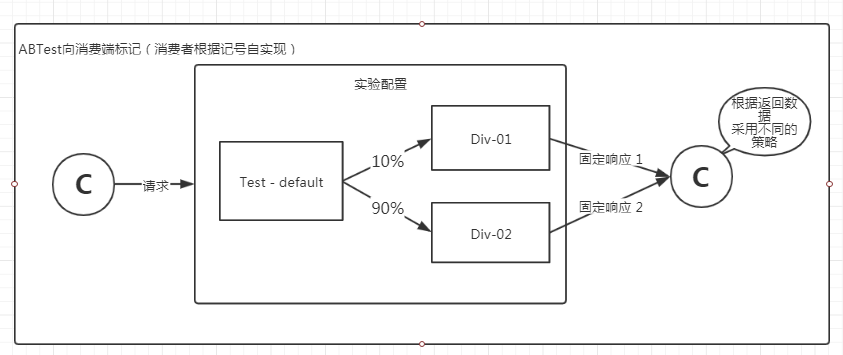 ABTest向消费端标记（消费者根据记号自实现）
实验配置
根据返回数
据
采用不同的
策略
C
请求
Test - default
10%
90%
Div-01
Div-02
固定响应 1
固定响应 2
C